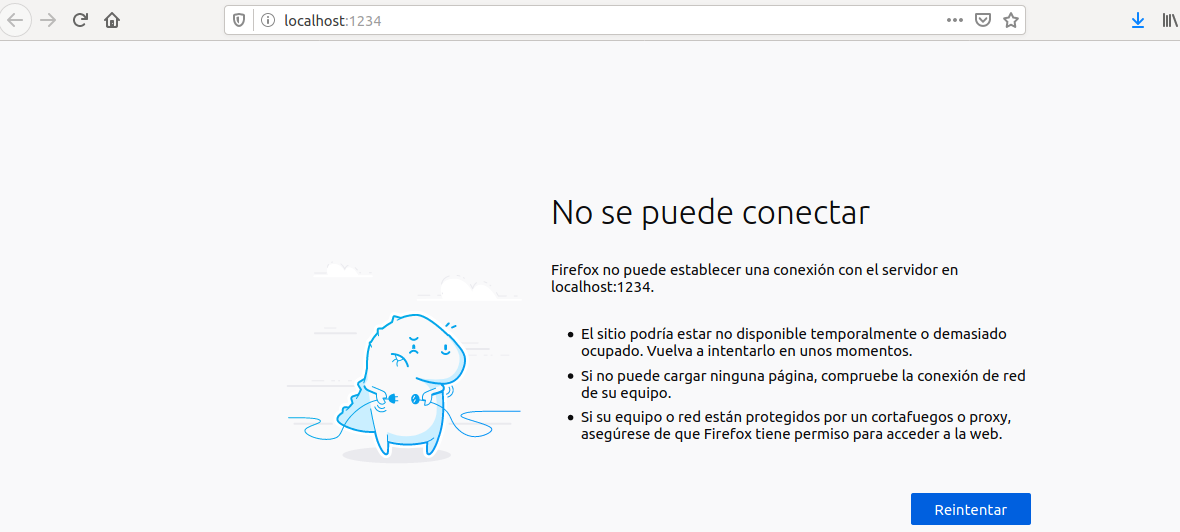 localhost:1234
No se puede conectar
Firefox no puede establecer una conexión con el servidor en
localhost:1234.
El sitio podría estar no disponible temporalmente o demasiado
ocupado. Vuelva a intentarlo en unos momentos.
Si no puede cargar ninguna página, compruebe la conexión de red
de su equipo.
Si su equipo o red están protegidos por un cortafuegos o proxy,
asegúrese de que Firefox tiene permiso para acceder a la web.
Reintentar